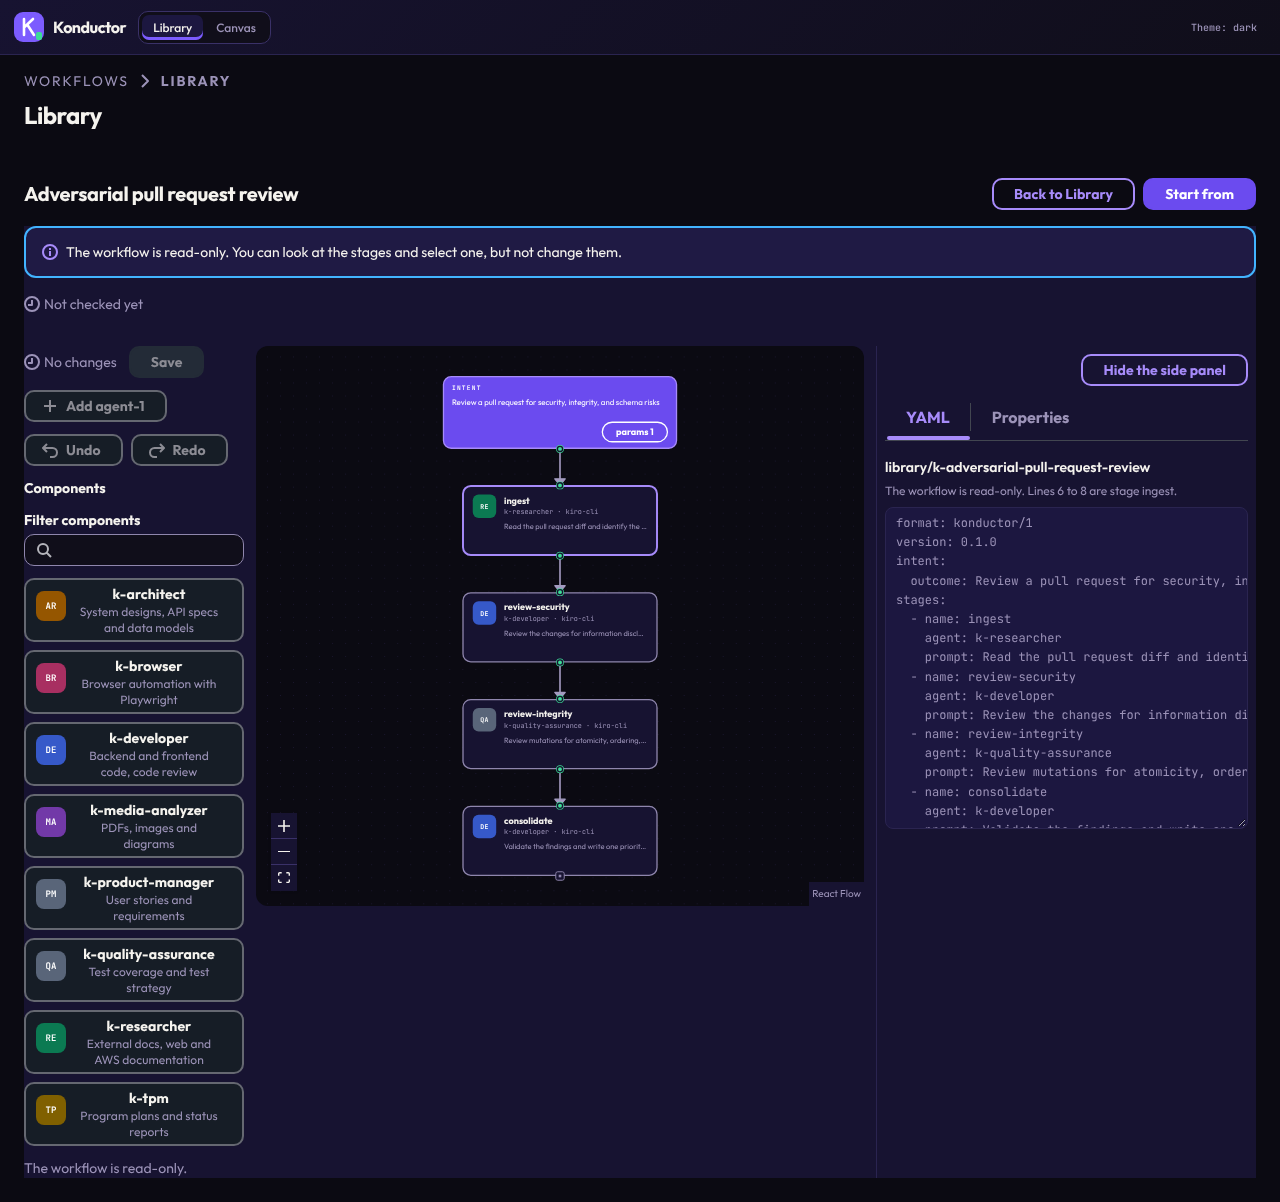 Konductor
Library
Canvas
Theme: dark
WORKFLOWS
LIBRARY
Library
Adversarial pull request review
Back to Library
Start from
The workflow is read-only. You can look at the stages and select one, but not change them.
Not checked yet
No changes
Save
Add agent-1
Undo
Redo
Components
Filter components
AR
k-architect
System designs, API specs
and data models
BR
k-browser
Browser automation with
Playwright
DE
k-developer
Backend and frontend
code, code review
MA
k-media-analyzer
PDFs, images and
diagrams
PM
k-product-manager
User stories and
requirements
QA
k-quality-assurance
Test coverage and test
strategy
RE
k-researcher
External docs, web and
AWS documentation
TP
k-tpm
Program plans and status
reports
The workflow is read-only.
INTENT
Review a pull request for security, integrity, and schema risks
params 1
RE
ingest
k-researcher · kiro-cli
Read the pull request diff and identify the ...
DE
review-security
k-developer · kiro-cli
Review the changes for information discl...
QA
review-integrity
k-quality-assurance · kiro-cli
Review mutations for atomicity, ordering,...
DE
consolidate
k-developer · kiro-cli
Validate the findings and write one priorit...
React Flow
Hide the side panel
YAML
Properties
library/k-adversarial-pull-request-review
The workflow is read-only. Lines 6 to 8 are stage ingest.
format: konductor/1
version: 0.1.0
intent:
outcome: Review a pull request for security, in
stages:
- name: ingest
agent: k-researcher
prompt: Read the pull request diff and identi
- name: review-security
agent: k-developer
prompt: Review the changes for information di
- name: review-integrity
agent: k-quality-assurance
prompt: Review mutations for atomicity, order
- name: consolidate
agent: k-developer
prompt: Validate the findings and write one